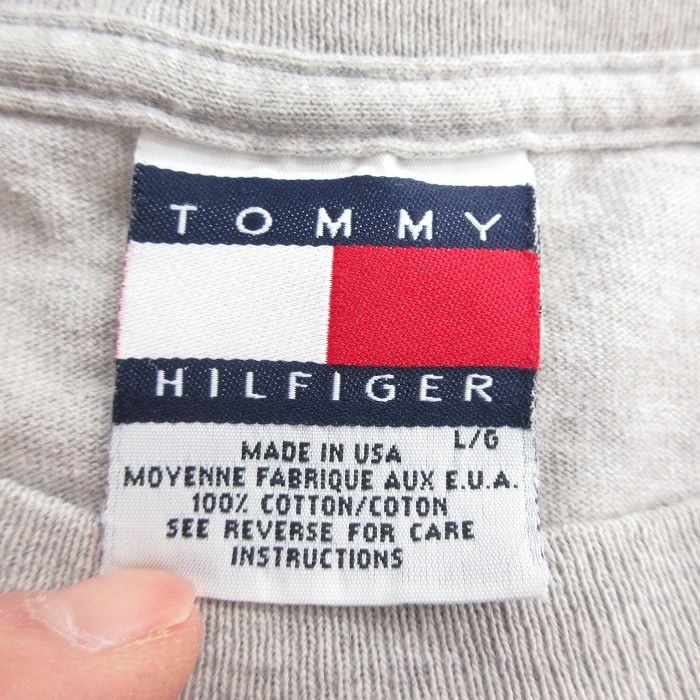 TOMMY
HILFIGER
L/G
MADE IN USA
MOYENNE FABRIQUE AUX E.U.A.
100% COTTON/COTON
SEE REVERSE FOR CARE
INSTRUCTIONS